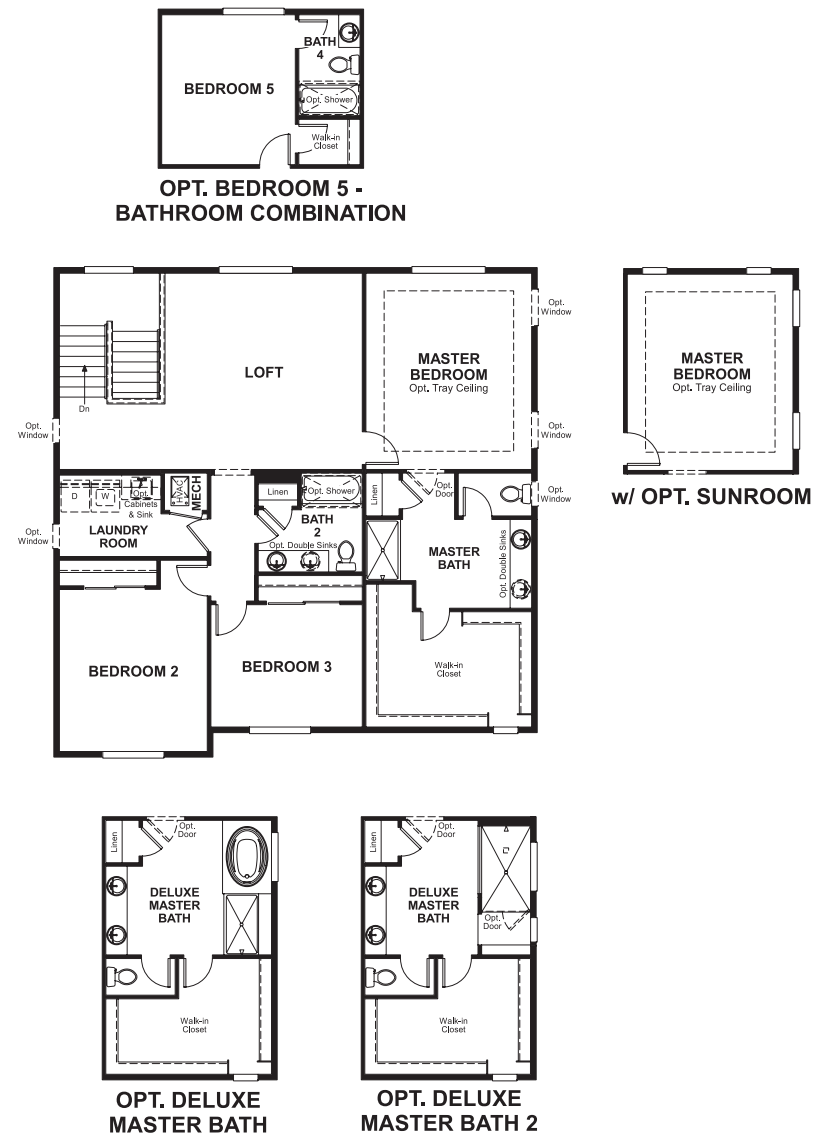 BATH
4
BEDROOM 5
Opt. Shower
Walk-in
Closet
OPT. BEDROOM 5 -
BATHROOM COMBINATION
Opt.
Window
LOFT
MASTER
BEDROOM
Opt. Tray Ceiling
MASTER
BEDROOM
Opt. Tray Ceiling
Dn
Opt.
Window
Opt.
Window
D
W
Opt.
Cabinets
& Sink
HVAC
MECH
Linen
Opt. Shower
Linen
Opt.
Door
Opt.
Window
w/ OPT. SUNROOM
Opt.
Window
LAUNDRY
ROOM
BATH
2
Opt. Double Sinks
MASTER
BATH
Opt. Double Sinks
BEDROOM 2
BEDROOM 3
Walk-in
Closet
Linen
Opt.
Door
DELUXE
MASTER
BATH
Walk-in
Closet
OPT. DELUXE
MASTER BATH
Linen
Opt.
Door
DELUXE
MASTER
BATH
Opt.
Door
Walk-in
Closet
OPT. DELUXE
MASTER BATH 2